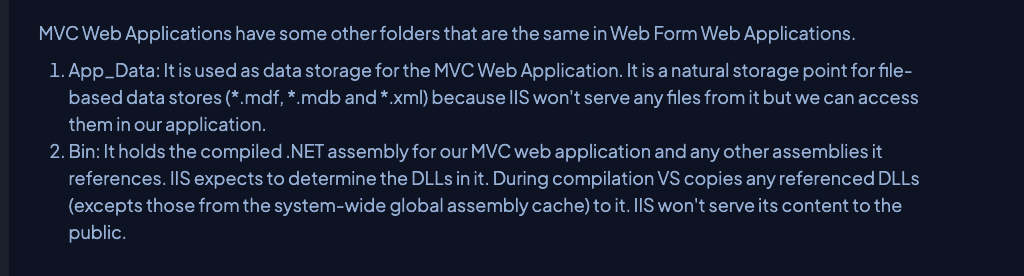 MVC Web Applications have some other folders that are the same in Web Form Web Applications.
1. App_Data: It is used as data storage for the MVC Web Application. It is a natural storage point for file-
based data stores (*.mdf, *.mdb and *.xml) because IIS won't serve any files from it but we can access
them in our application.
2. Bin: It holds the compiled .NET assembly for our MVC web application and any other assemblies it
references. IIS expects to determine the DLLs in it. During compilation VS copies any referenced DLLs
(excepts those from the system-wide global assembly cache) to it. IIS won't serve its content to the
public.